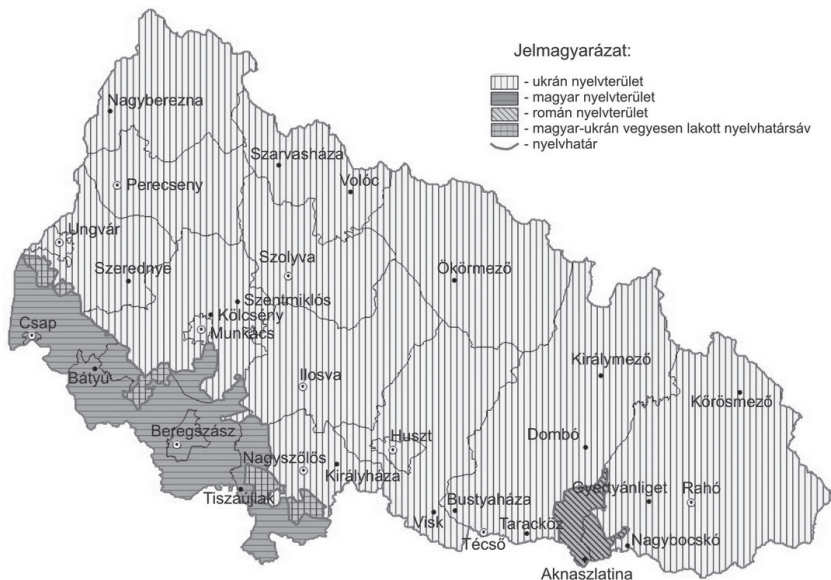 Jelmagyarázat:
- ukrán nyelvterület
- magyar nyelvterület
- román nyelvterület
- magyar-ukrán vegyesen lakott nyelvhatársáv
- nyelvhatár
Nagyberezna
Szarvasháza
Volóc
Perecseny
Ungvár
Szerednye
Szolyva
Ökörmező
Szentmiklós
Kölcsény
Munkács
Csap
Bátyú
Ilosva
Királymező
Kőrösmező
Beregszász
Huszt
Dombó
Nagyszőlős
Királyháza
Tiszaújlak
Gyertyánliget
Rahó
Bustyaháza
Visk
Técső
Taracköz
Nagybocskó
Aknaszlatina